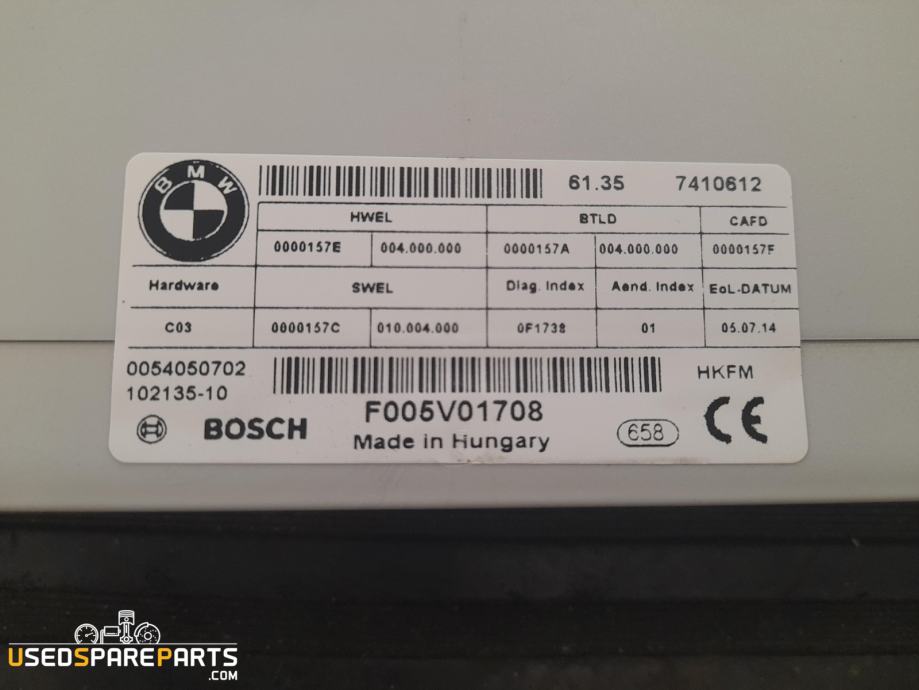 BMW
61.35 7410612
HWEL BTLD CAFD
0000157E 004.000.000 0000157A 004.000.000 0000157F
Hardware SWEL Diag. Index Aend. Index EoL-DATUM
C03 0000157C 010.004.000 0F1738 01 05.07.14
0054050702 HKFM
102135-10
F005V01708
BOSCH Made in Hungary 658 CE
USEDSPAREPARTS
.COM